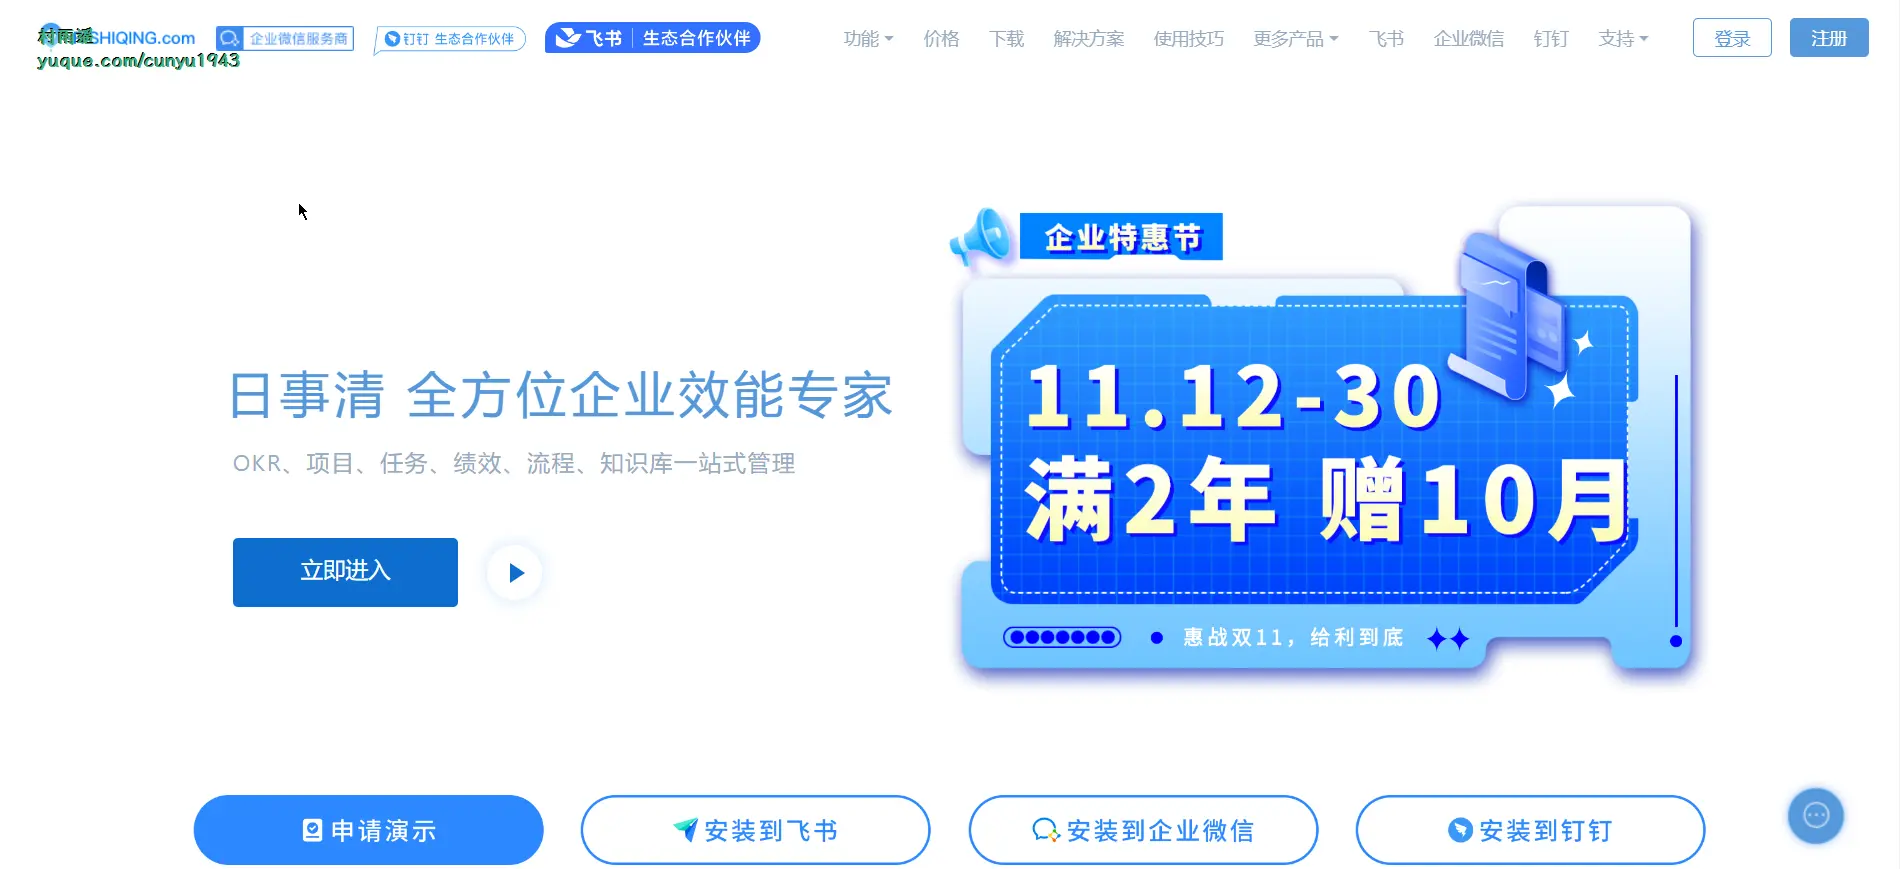 村雨遥
SHIQING.com
yuque.com/cunyu1943
企业微信服务商
钉钉 生态合作伙伴
飞书 生态合作伙伴
功能 价格 下载 解决方案 使用技巧 更多产品 飞书 企业微信 钉钉 支持 登录 注册
企业特惠节
11.12-30
满2年 赠10月
惠战双11，给利到底
日事清 全方位企业效能专家
OKR、项目、任务、绩效、流程、知识库一站式管理
立即进入
申请演示
安装到飞书
安装到企业微信
安装到钉钉